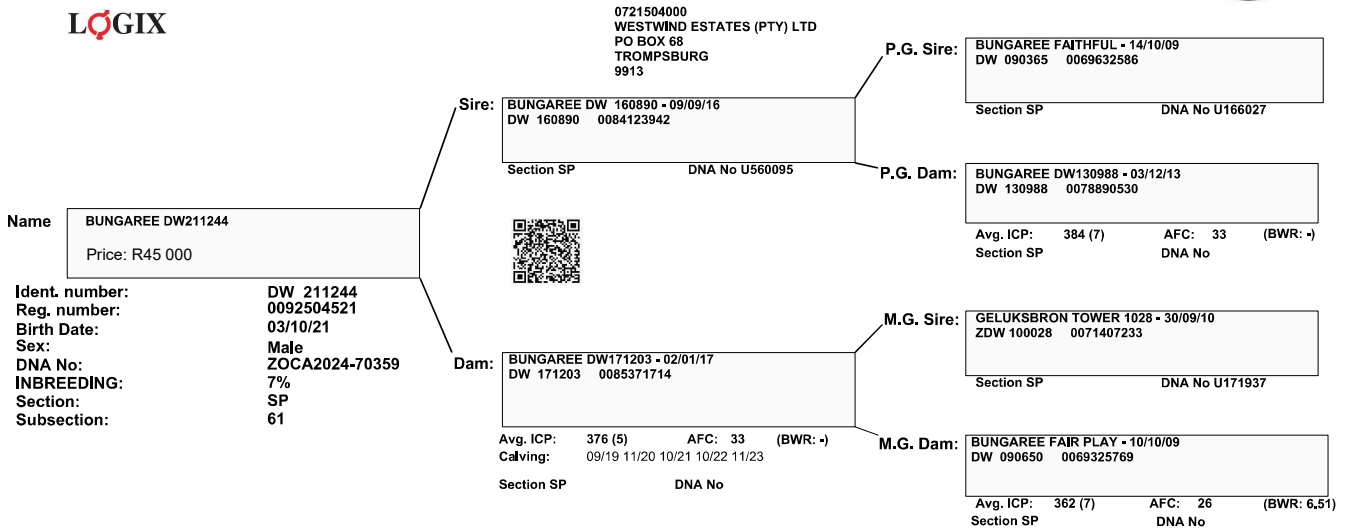 LOGIX
0721504000
WESTWIND ESTATES (PTY) LTD
PO BOX 68
TROMPSBURG
9913
Name
BUNGAREE DW211244
Price: R45 000
Ident. number: DW 211244
Reg. number: 0092504521
Birth Date: 03/10/21
Sex: Male
DNA No: ZOCA2024-70359
INBREEDING: 7%
Section: SP
Subsection: 61
Sire:
BUNGAREE DW 160890 - 09/09/16
DW 160890 0084123942
Section SP DNA No U560095
Dam:
BUNGAREE DW171203 - 02/01/17
DW 171203 0085371714
Avg. ICP: 376 (5) AFC: 33 (BWR: -)
Calving: 09/19 11/20 10/21 10/22 11/23
Section SP DNA No
P.G. Sire:
BUNGAREE FAITHFUL - 14/10/09
DW 090365 0069632586
Section SP DNA No U166027
P.G. Dam:
BUNGAREE DW130988 - 03/12/13
DW 130988 0078890530
Avg. ICP: 384 (7) AFC: 33 (BWR: -)
Section SP DNA No
M.G. Sire:
GELUKSBRON TOWER 1028 - 30/09/10
ZDW 100028 0071407233
Section SP DNA No U171937
M.G. Dam:
BUNGAREE FAIR PLAY - 10/10/09
DW 090650 0069325769
Avg. ICP: 362 (7) AFC: 26 (BWR: 6.51)
Section SP DNA No